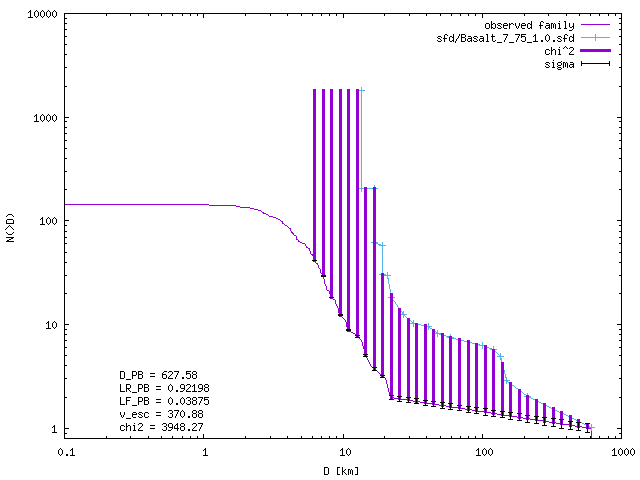 10000
1000
100
10
1
N(>D)
observed family
sfd/Basalt_7_75_1.0.sfd
chi^2
sigma
D_PB = 627.58
LR_PB = 0.92198
LF_PB = 0.03875
v_esc = 370.88
chi2 = 3948.27
0.1 1 10 100 1000
D [km]